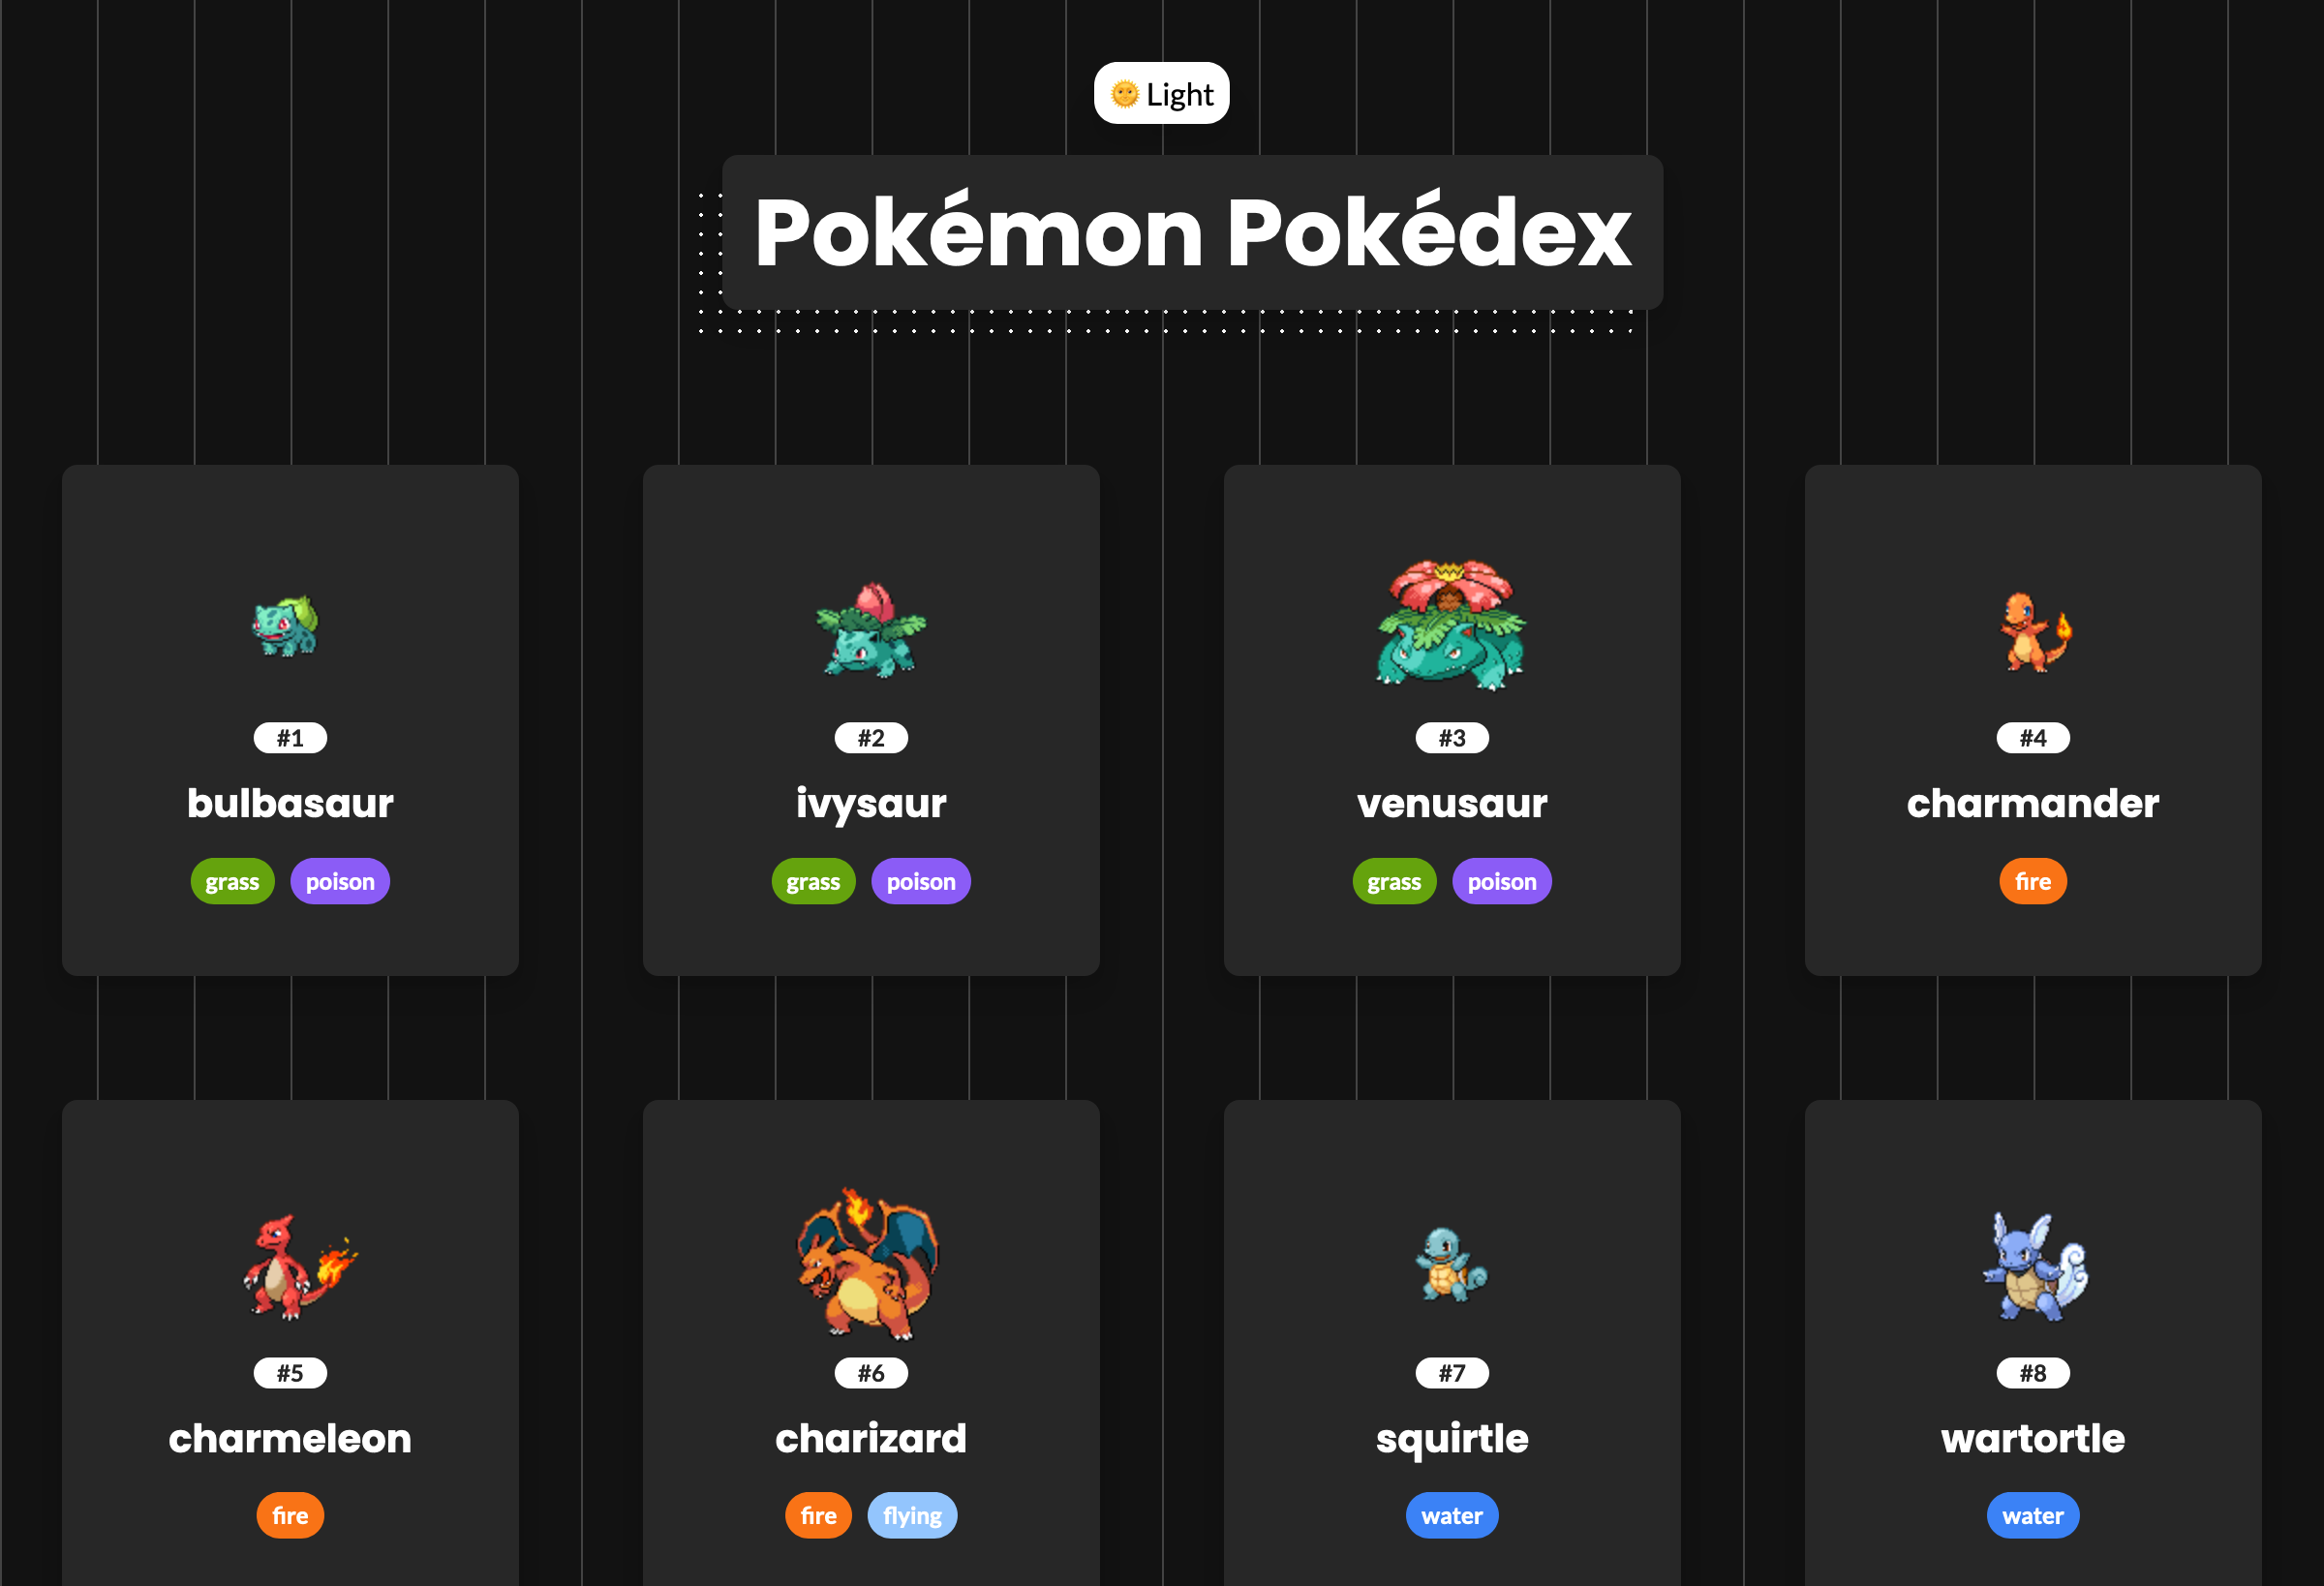 🌞 Light
Pokémon Pokédex
#1
bulbasaur
grass poison
#2
ivysaur
grass poison
#3
venusaur
grass poison
#4
charmander
fire
#5
charmeleon
fire
#6
charizard
fire flying
#7
squirtle
water
#8
wartortle
water